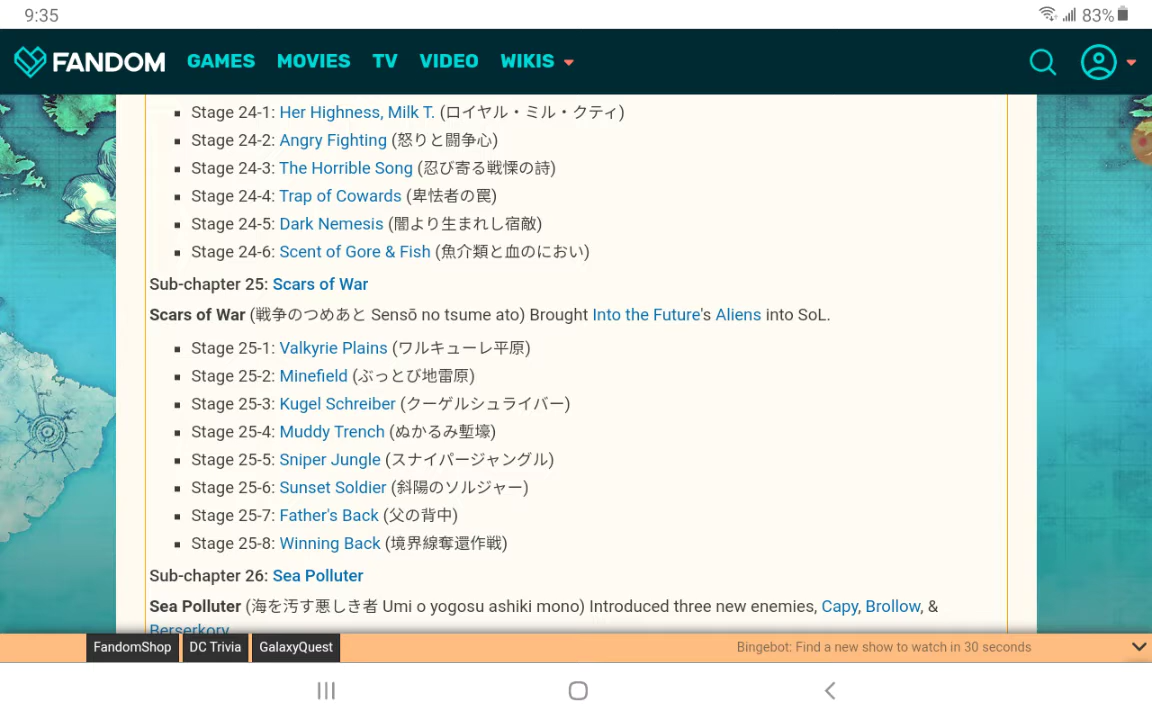 9:35 83%
FANDOM GAMES MOVIES TV VIDEO WIKIS
Stage 24-1: Her Highness, Milk T. (ロイヤル・ミル・クティ)
Stage 24-2: Angry Fighting (怒りと闘争心)
Stage 24-3: The Horrible Song (忍び寄る戦慄の詩)
Stage 24-4: Trap of Cowards (卑怯者の罠)
Stage 24-5: Dark Nemesis (闇より生まれし宿敵)
Stage 24-6: Scent of Gore & Fish (魚介類と血のにおい)
Sub-chapter 25: Scars of War
Scars of War (戦争のつめあと Sensō no tsume ato) Brought Into the Future's Aliens into SoL.
Stage 25-1: Valkyrie Plains (ワルキューレ平原)
Stage 25-2: Minefield (ぶっとび地雷原)
Stage 25-3: Kugel Schreiber (クーゲルシュライバー)
Stage 25-4: Muddy Trench (ぬかるみ塹壕)
Stage 25-5: Sniper Jungle (スナイパージャングル)
Stage 25-6: Sunset Soldier (斜陽のソルジャー)
Stage 25-7: Father's Back (父の背中)
Stage 25-8: Winning Back (境界線奪還作戦)
Sub-chapter 26: Sea Polluter
Sea Polluter (海を汚す悪しき者 Umi o yogosu ashiki mono) Introduced three new enemies, Capy, Brollow, &
Berserkory
FandomShop DC Trivia GalaxyQuest Bingebot: Find a new show to watch in 30 seconds